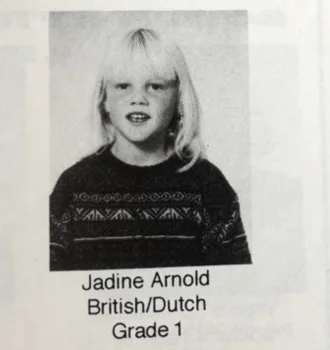 Jadine Arnold
British/Dutch
Grade 1